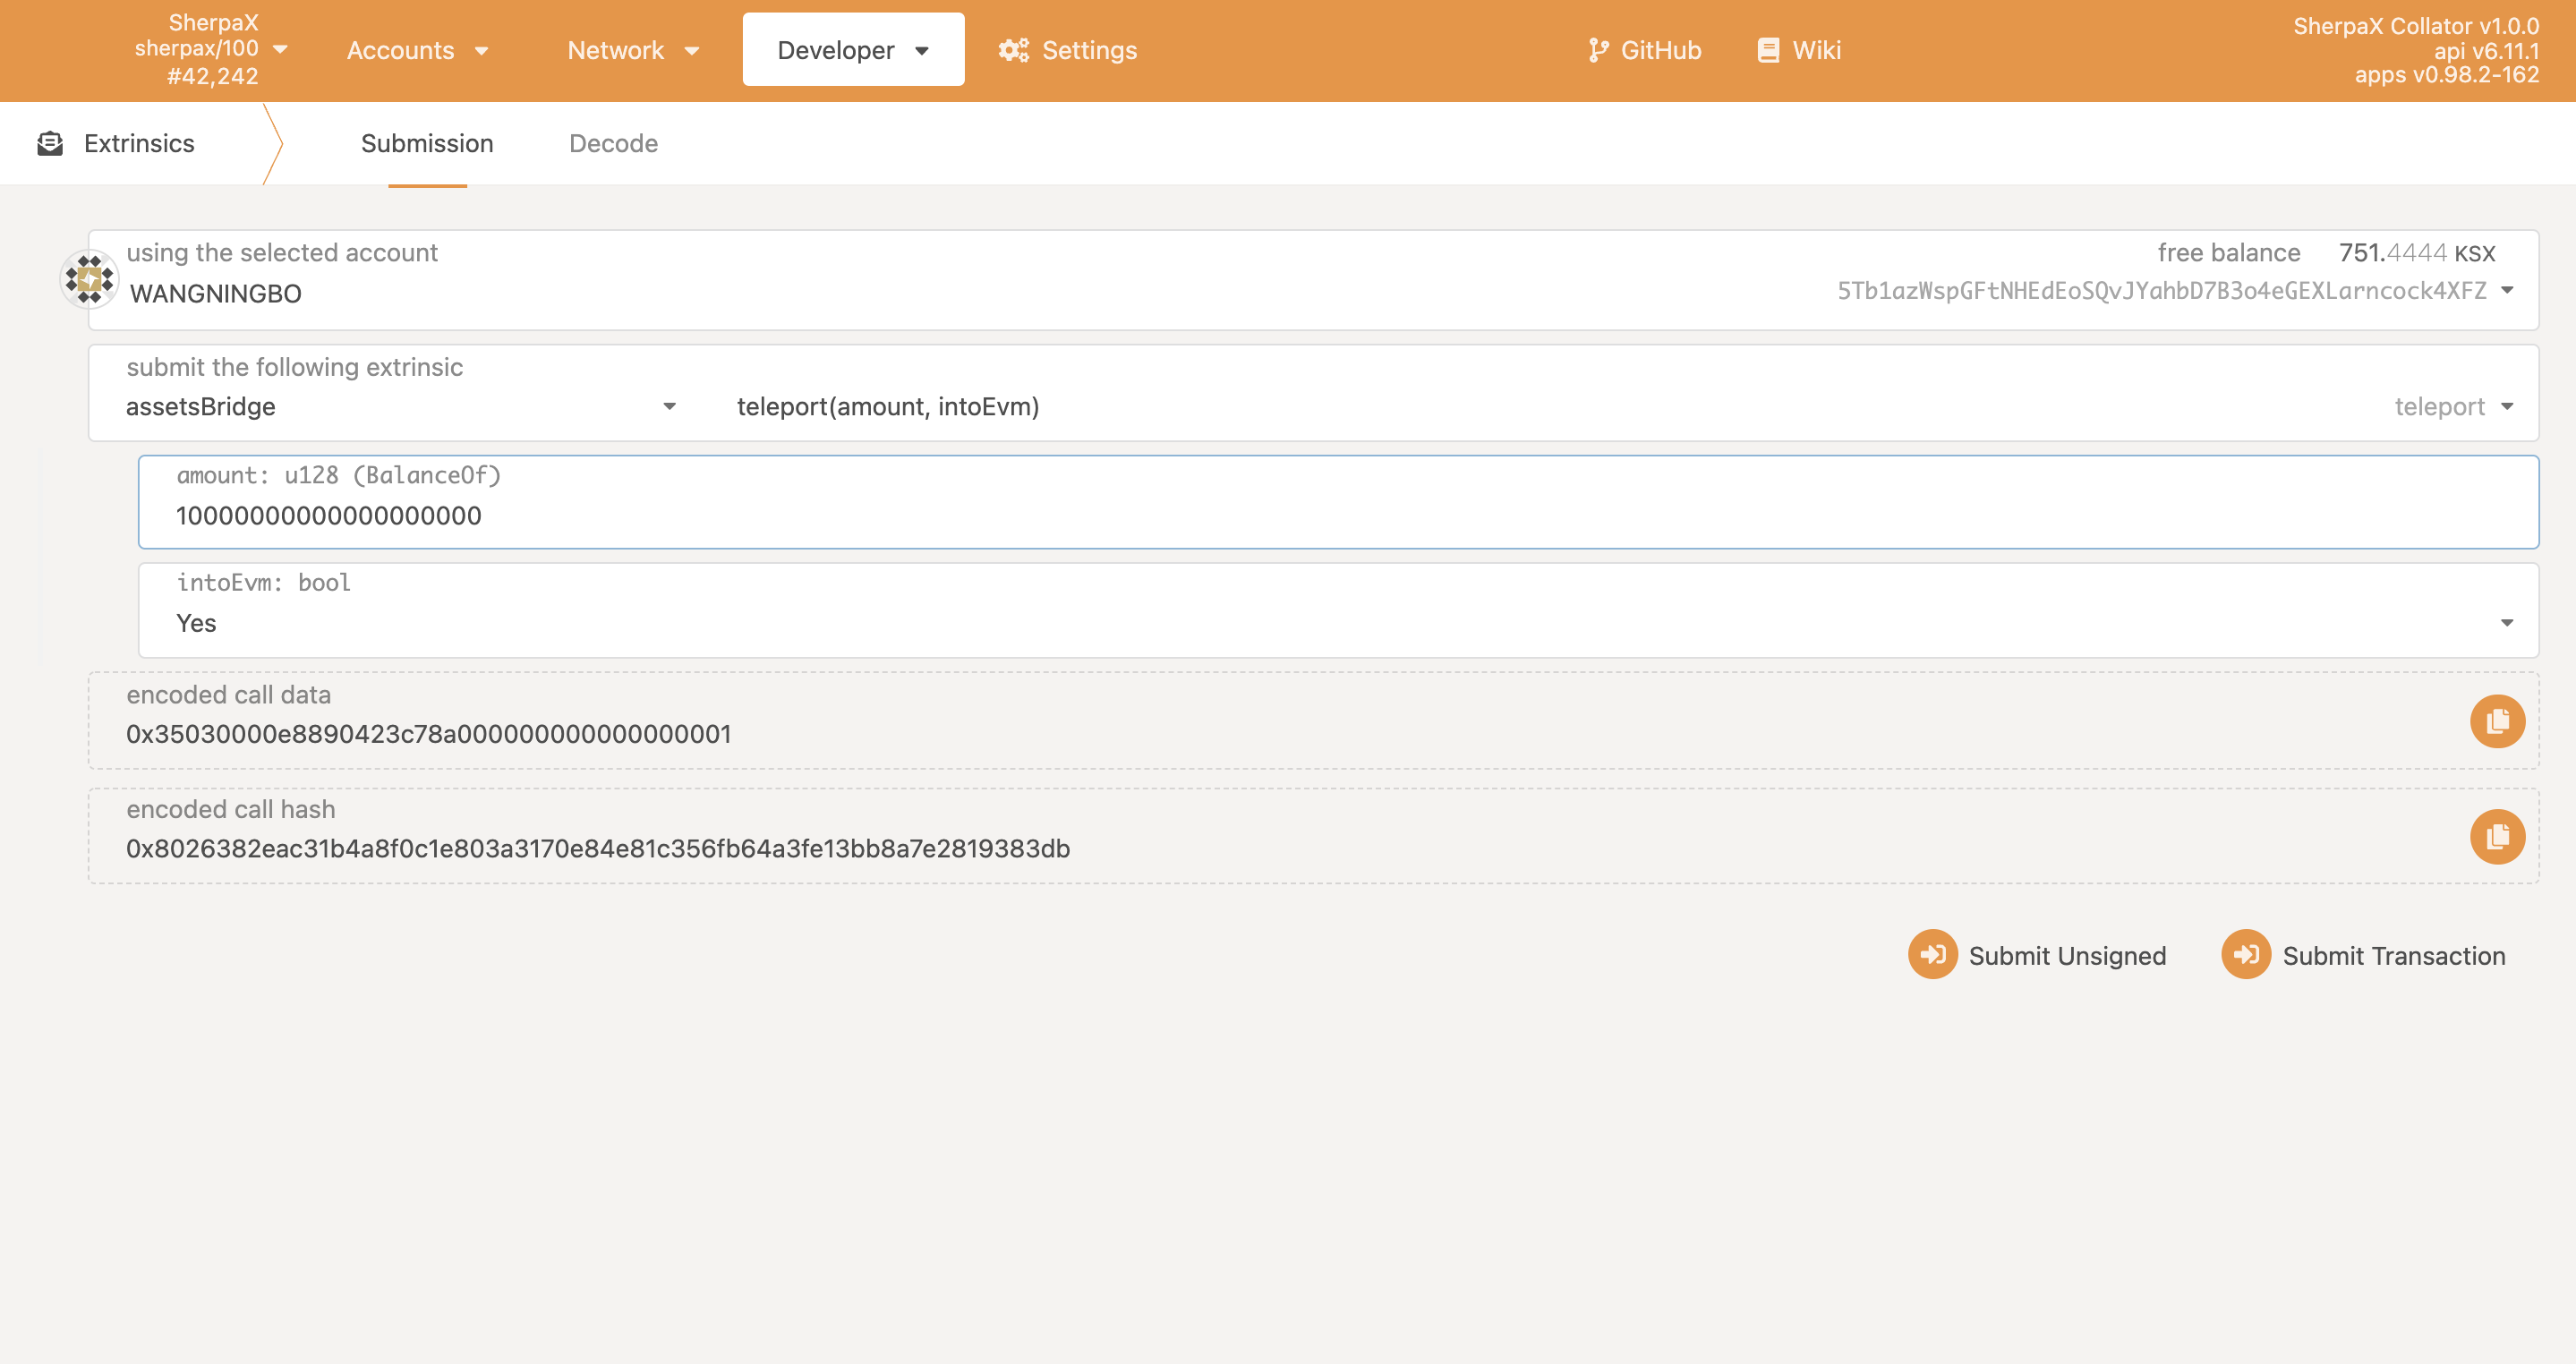 SherpaX
sherpax/100
#42,242
Accounts
Network
Developer
Settings
GitHub
Wiki
SherpaX Collator v1.0.0
api v6.11.1
apps v0.98.2-162
Extrinsics
Submission
Decode
using the selected account
free balance 751.4444 KSX
WANGNINGBO
5Tb1azWspGFtNHEdEoSQvJYahbD7B3o4eGEXLarncock4XFZ
submit the following extrinsic
assetsBridge
teleport(amount, intoEvm)
teleport
amount: u128 (BalanceOf)
10000000000000000000
intoEvm: bool
Yes
encoded call data
0x35030000e8890423c78a000000000000000001
encoded call hash
0x8026382eac31b4a8f0c1e803a3170e84e81c356fb64a3fe13bb8a7e2819383db
Submit Unsigned
Submit Transaction